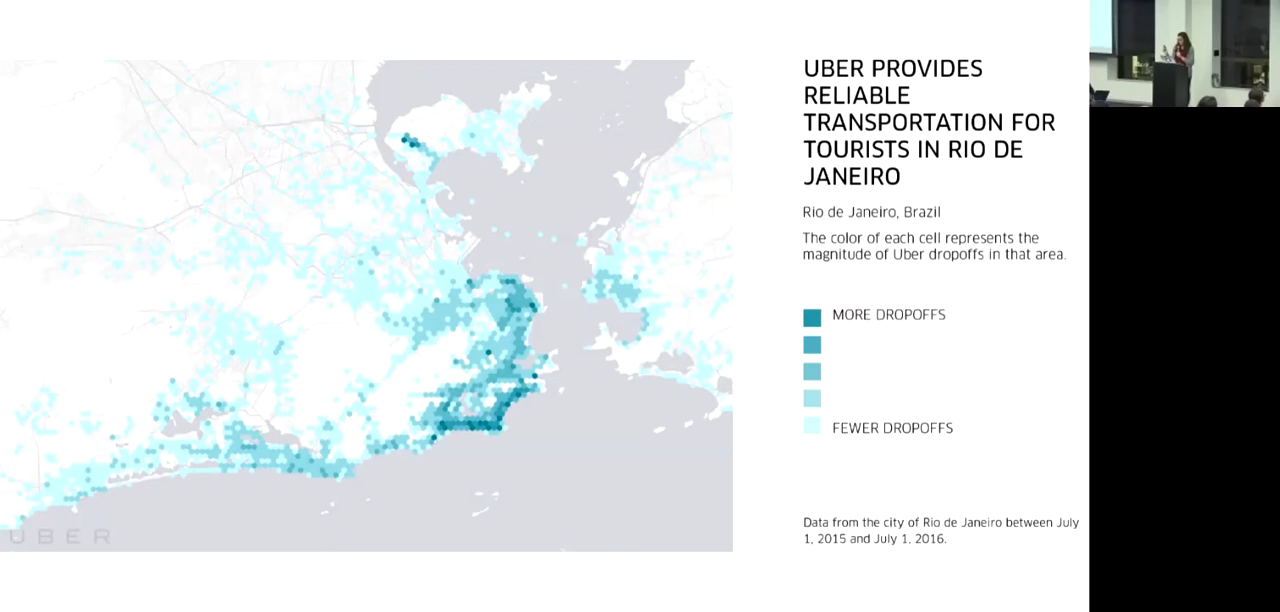 UBER PROVIDES
RELIABLE
TRANSPORTATION FOR
TOURISTS IN RIO DE
JANEIRO
Rio de Janeiro, Brazil
The color of each cell represents the
magnitude of Uber dropoffs in that area.
MORE DROPOFFS
FEWER DROPOFFS
Data from the city of Rio de Janeiro between July
1, 2015 and July 1, 2016.
UBER